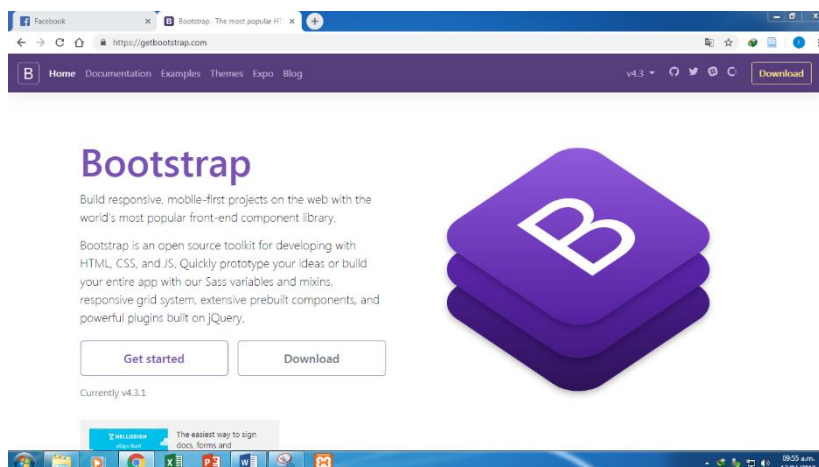 Facebook
Bootstrap · The most popular HT
https://getbootstrap.com
B Home Documentation Examples Themes Expo Blog v4.3 Download
Bootstrap
Build responsive, mobile-first projects on the web with the
world's most popular front-end component library.
Bootstrap is an open source toolkit for developing with
HTML, CSS, and JS. Quickly prototype your ideas or build
your entire app with our Sass variables and mixins,
responsive grid system, extensive prebuilt components, and
powerful plugins built on jQuery.
B
Get started Download
Currently v4.3.1
HELLOSIGN
The easiest way to sign
docs, forms and
09:55 a.m.